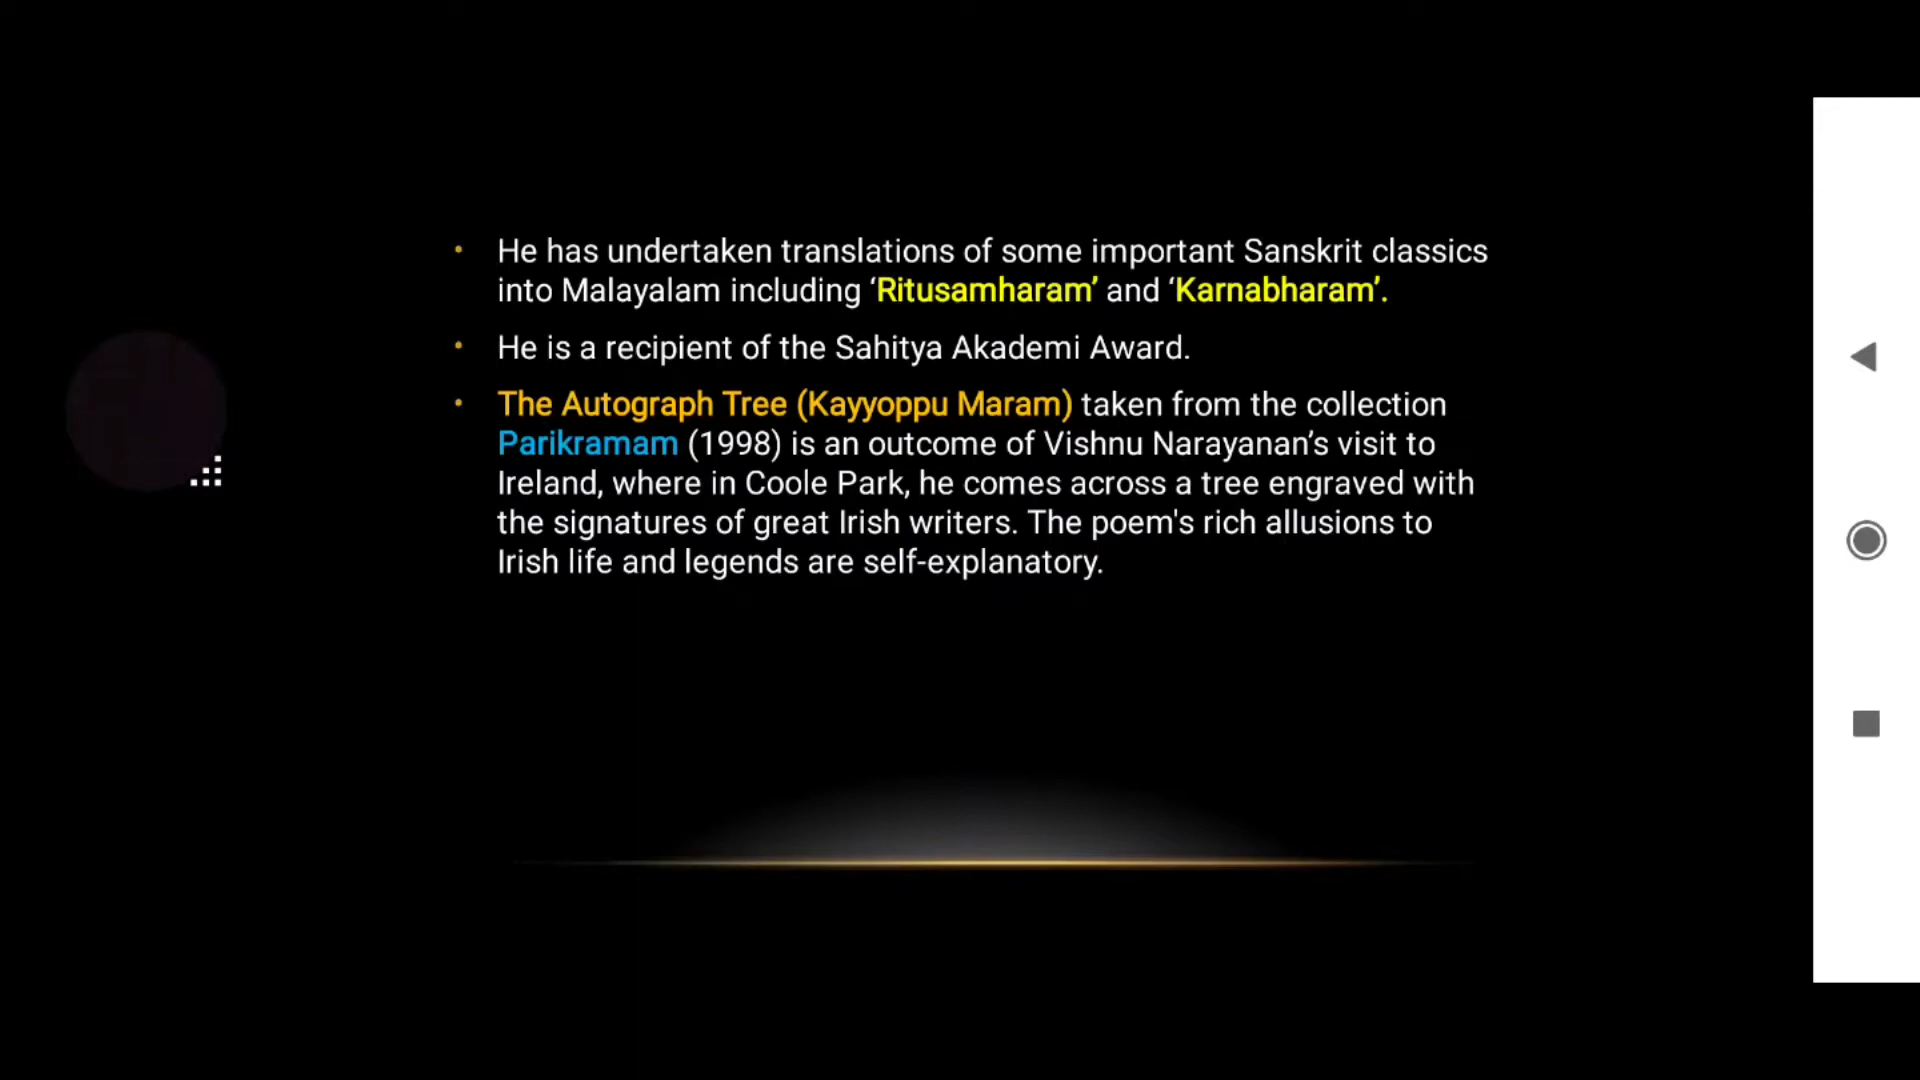 • He has undertaken translations of some important Sanskrit classics
into Malayalam including ‘Ritusamharam’ and ‘Karnabharam’.
• He is a recipient of the Sahitya Akademi Award.
• The Autograph Tree (Kayyoppu Maram) taken from the collection
Parikramam (1998) is an outcome of Vishnu Narayanan’s visit to
Ireland, where in Coole Park, he comes across a tree engraved with
the signatures of great Irish writers. The poem's rich allusions to
Irish life and legends are self-explanatory.